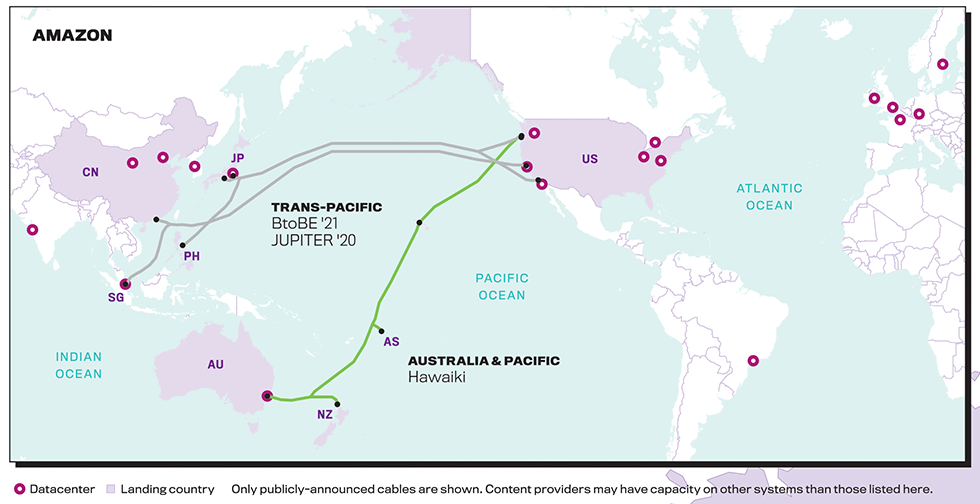 AMAZON
CN
JP
US
TRANS-PACIFIC
BtoBE '21
JUPITER '20
ATLANTIC
OCEAN
PH
SG
PACIFIC
OCEAN
AS
INDIAN
OCEAN
AU
AUSTRALIA & PACIFIC
Hawaiki
NZ
Datacenter Landing country Only publicly-announced cables are shown. Content providers may have capacity on other systems than those listed here.